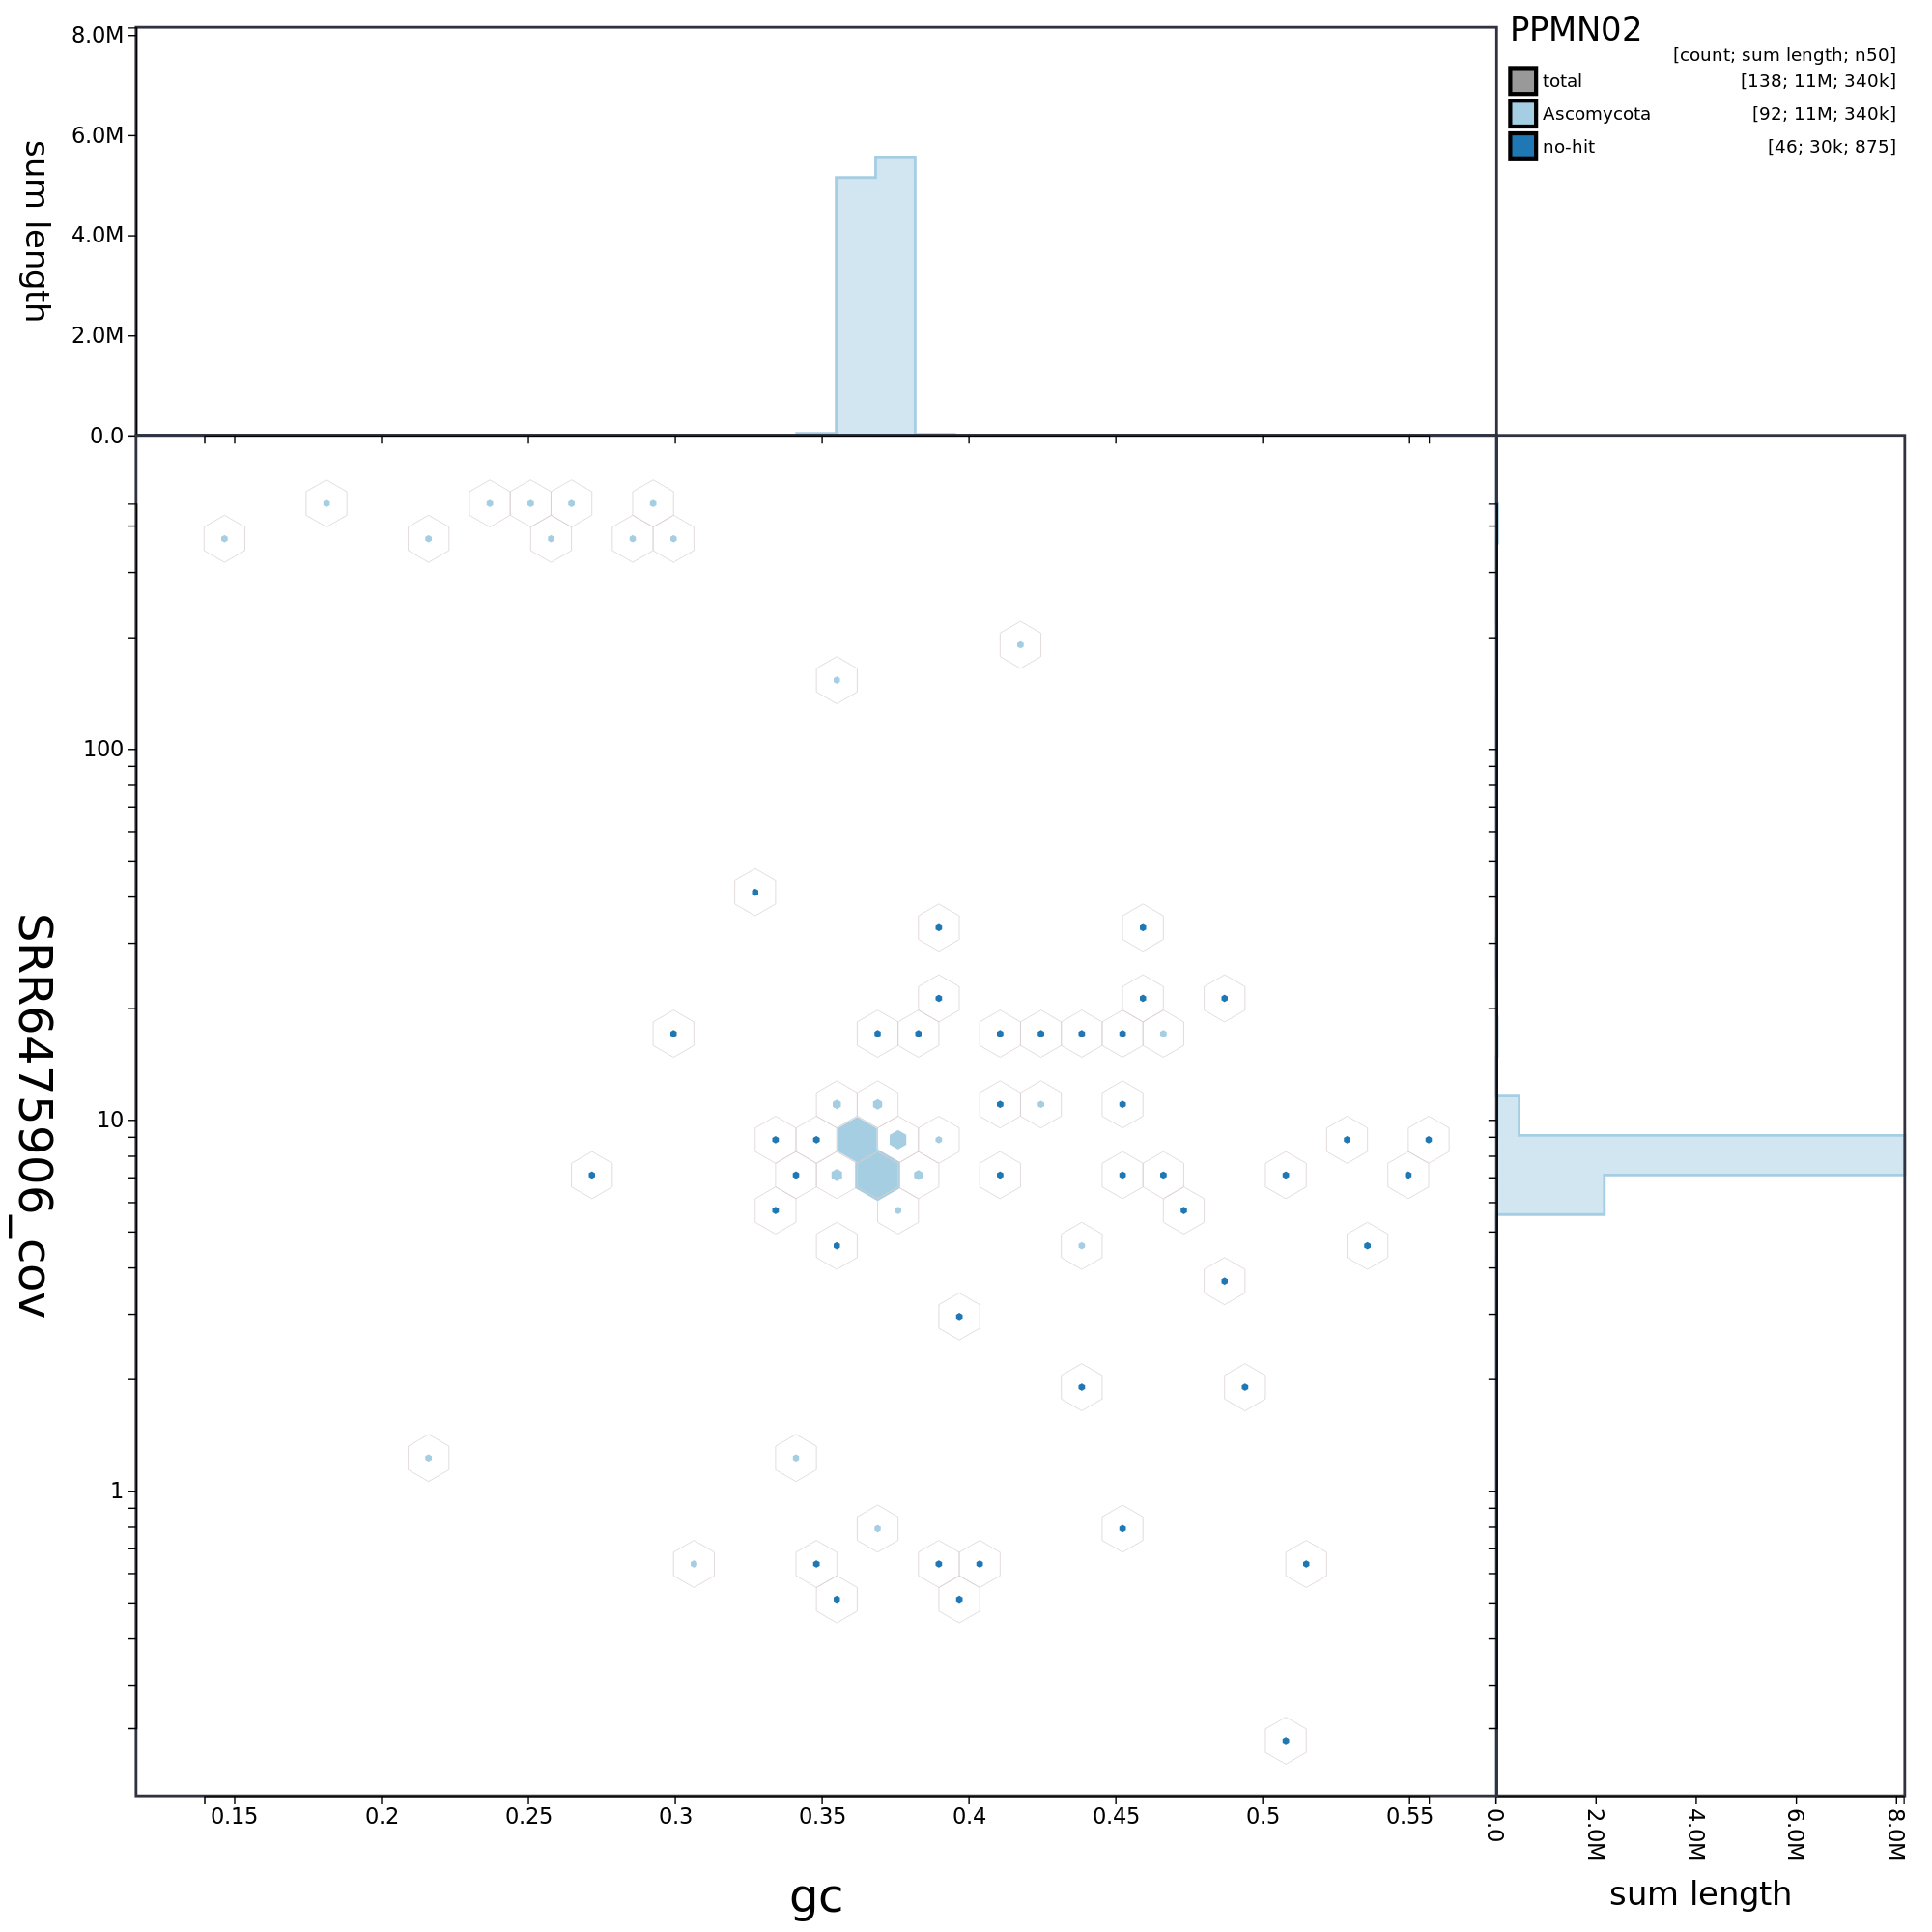 PPMN02
[count; sum length; n50]
total [138; 11M; 340k]
Ascomycota [92; 11M; 340k]
no-hit [46; 30k; 875]
8.0M
6.0M
4.0M
2.0M
0.0
sum length
100
10
1
SRR6475906_cov
0.15 0.2 0.25 0.3 0.35 0.4 0.45 0.5 0.55
gc
0.0 2.0M 4.0M 6.0M 8.0M
sum length